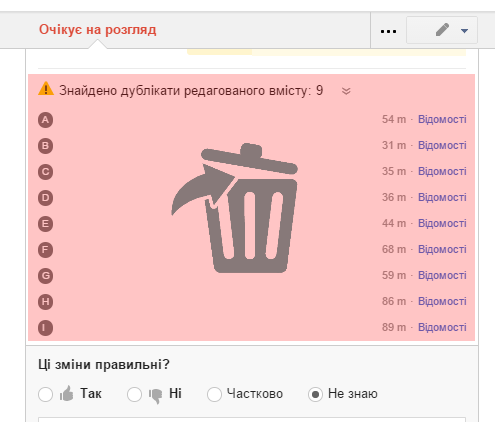 Очікує на розгляд
Знайдено дублікати редагованого вмісту: 9
A 54 m · Відомості
B 31 m · Відомості
C 35 m · Відомості
D 36 m · Відомості
E 44 m · Відомості
F 68 m · Відомості
G 59 m · Відомості
H 86 m · Відомості
I 89 m · Відомості
Ці зміни правильні?
Так Ні Частково Не знаю